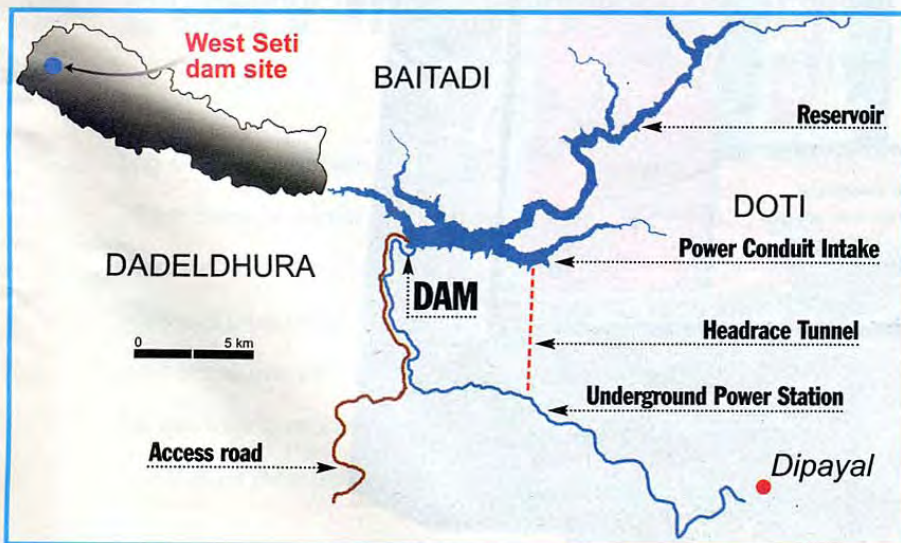 West Seti
dam site
BAITADI
Reservoir
DOTI
Power Conduit Intake
DADELDHURA
DAM
0 5 km
Headrace Tunnel
Underground Power Station
Access road
Dipayal